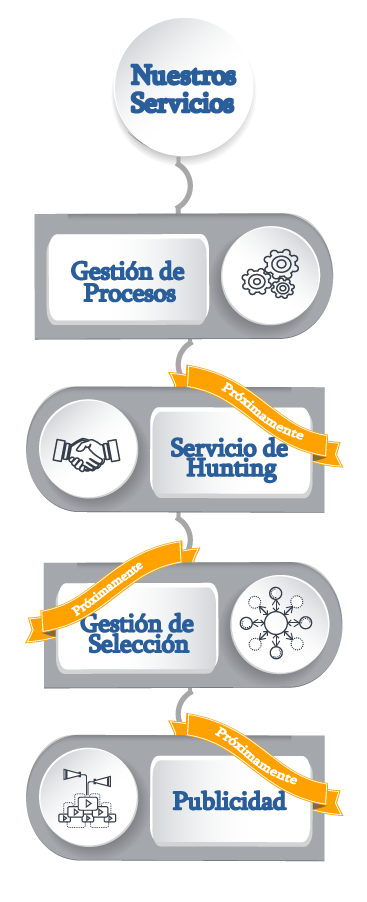 Nuestros
Servicios
Gestión de
Procesos
Próximamente
Servicio de
Hunting
Próximamente
Gestión de
Selección
Próximamente
Publicidad